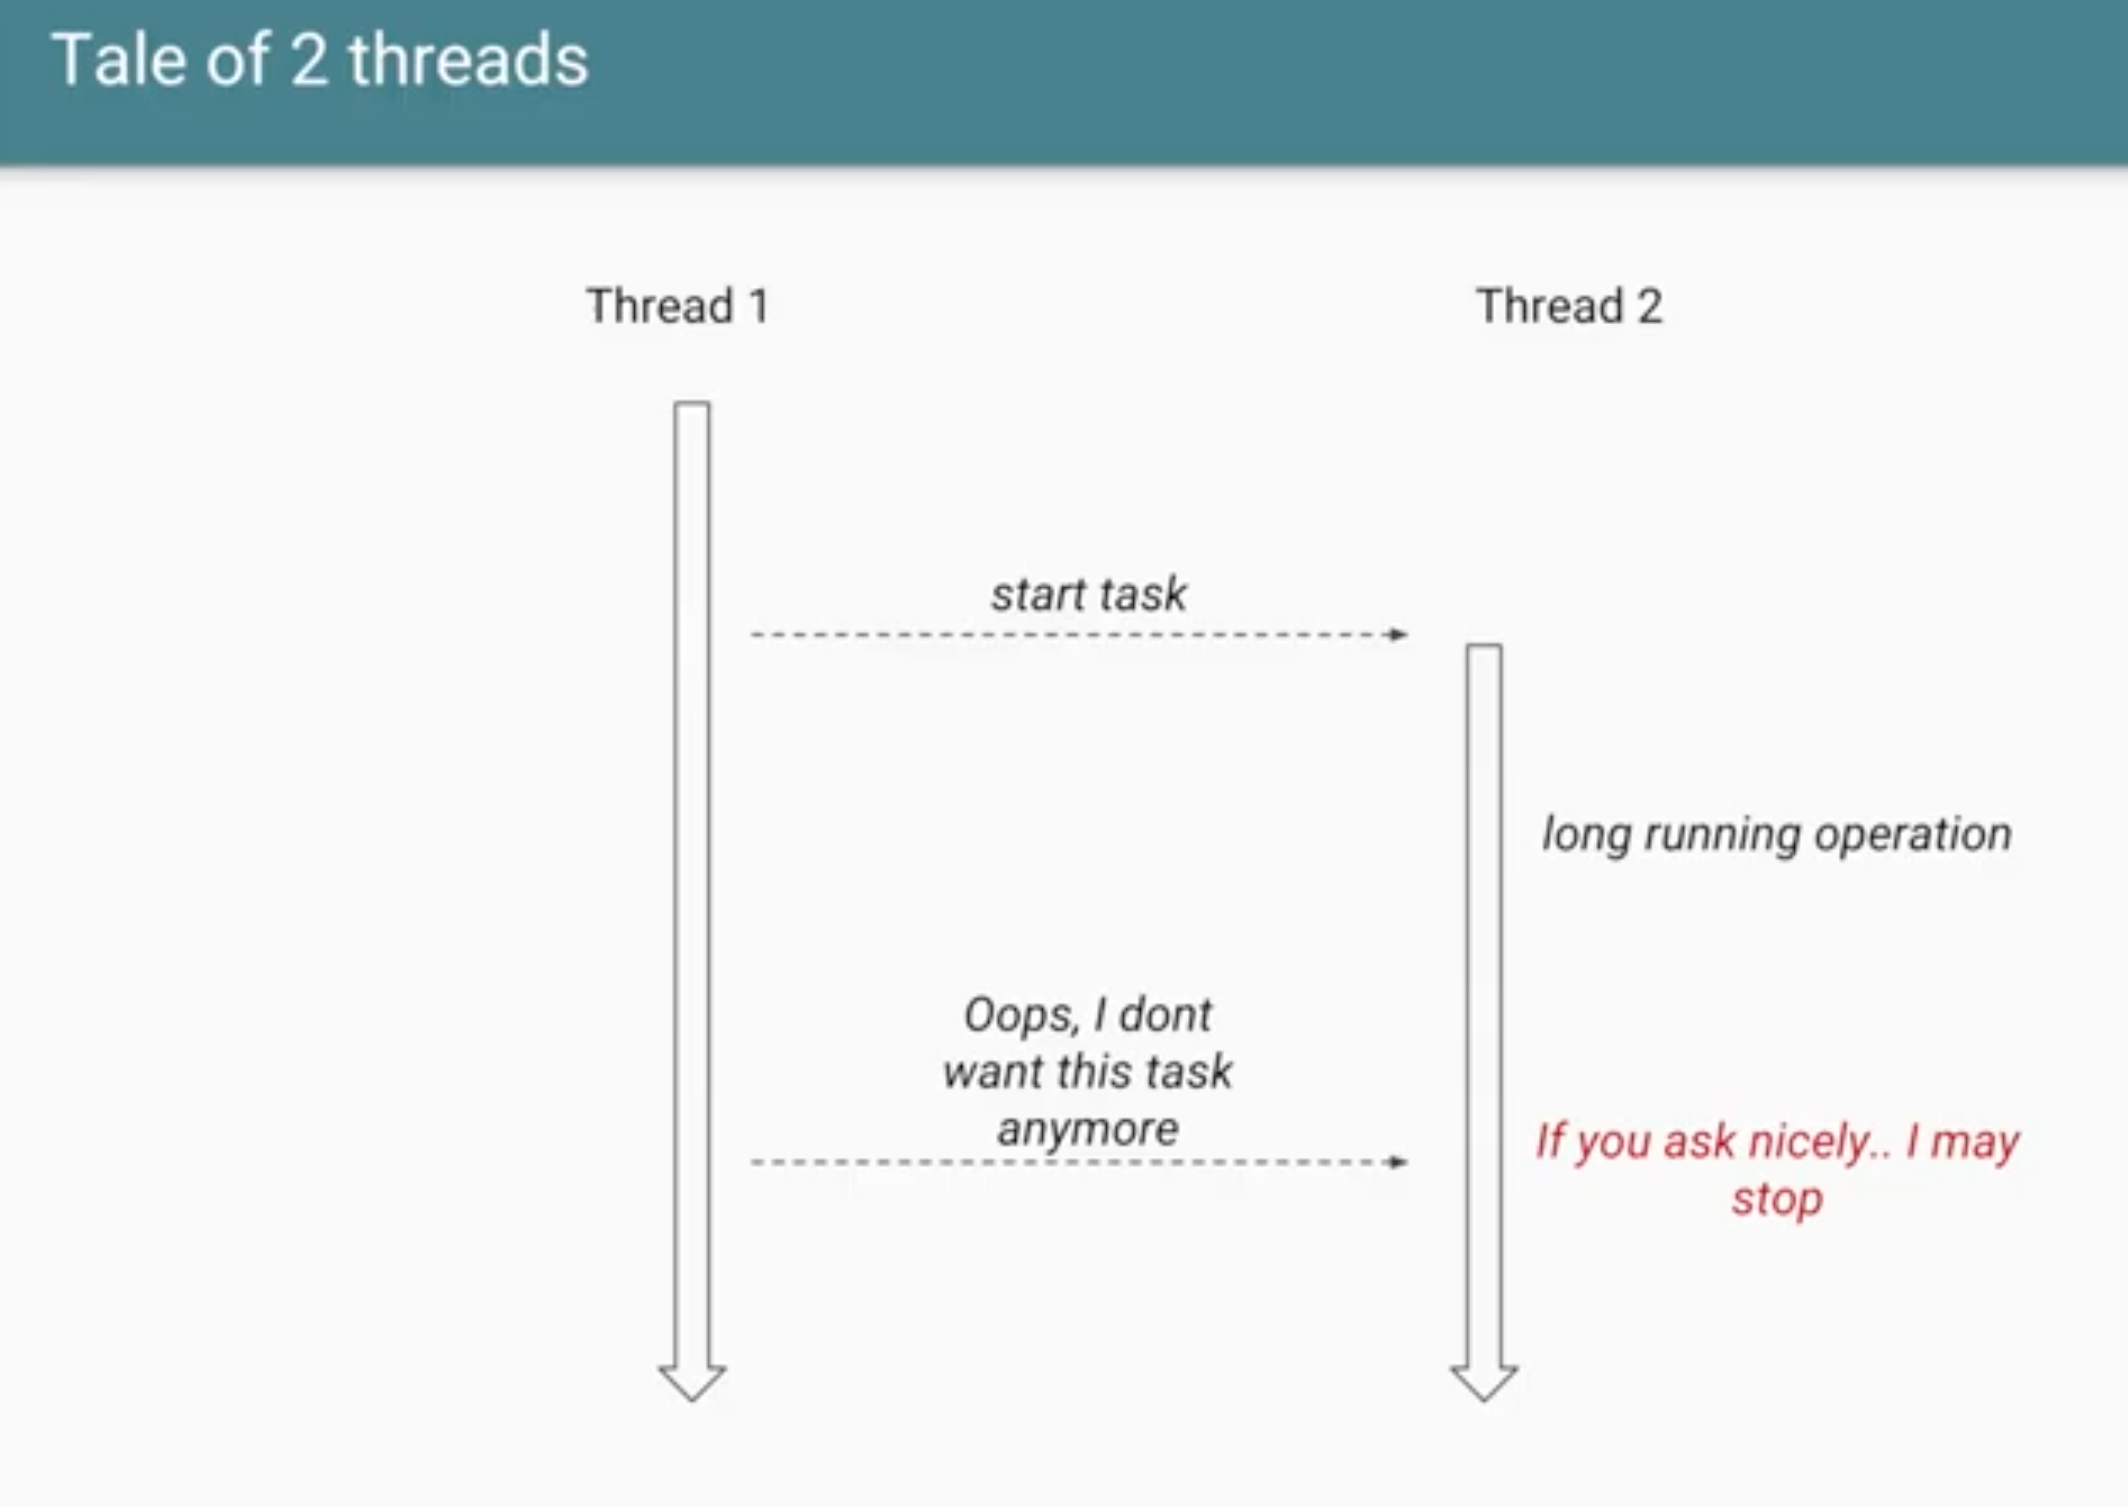 Tale of 2 threads
Thread 1
Thread 2
start task
long running operation
Oops, I dont
want this task
anymore
If you ask nicely.. I may
stop